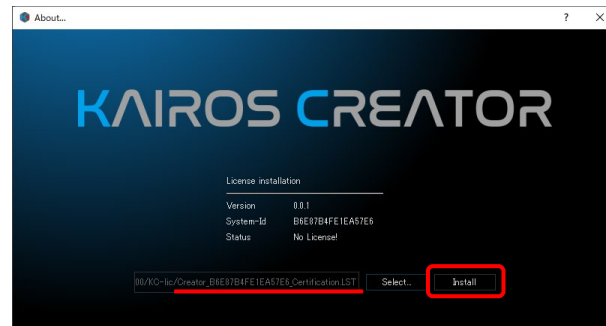 About...
KAIROS CREATOR
License installation
Version 0.0.1
System-Id B6E87B4FE1EA57E6
Status No License!
00/KC-lic/Creator_B6E87B4FE1EA57E6_Certification.LST Select... Install